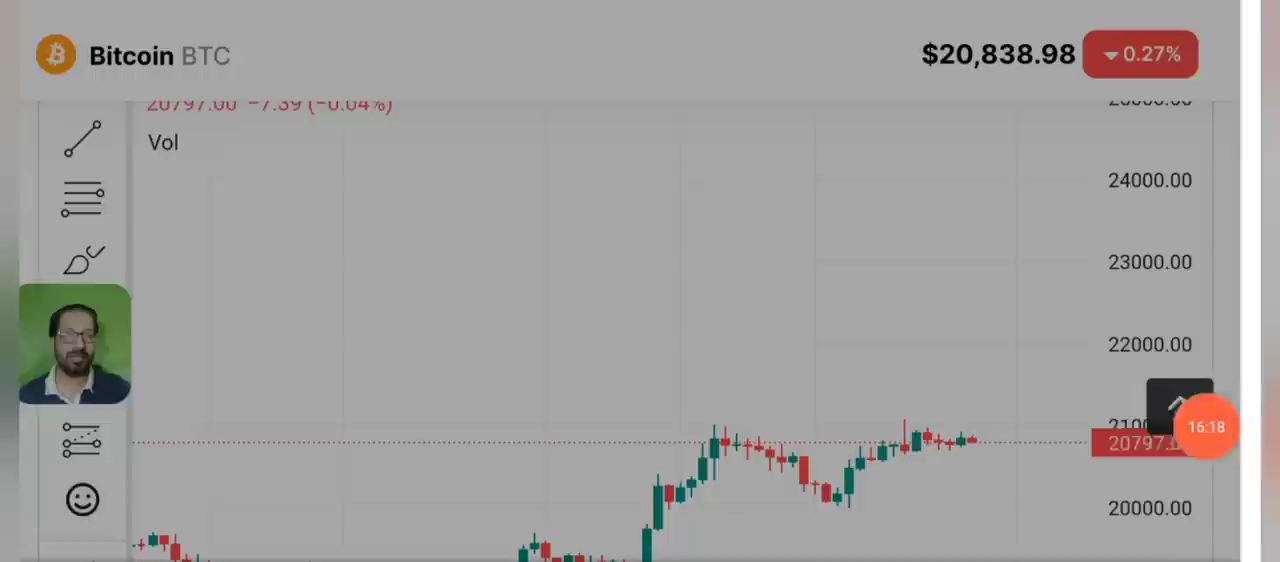 Bitcoin BTC
$20,838.98 0.27%
20797.00 −7.39 (−0.04%)
Vol
24000.00
23000.00
22000.00
16:18
20000.00